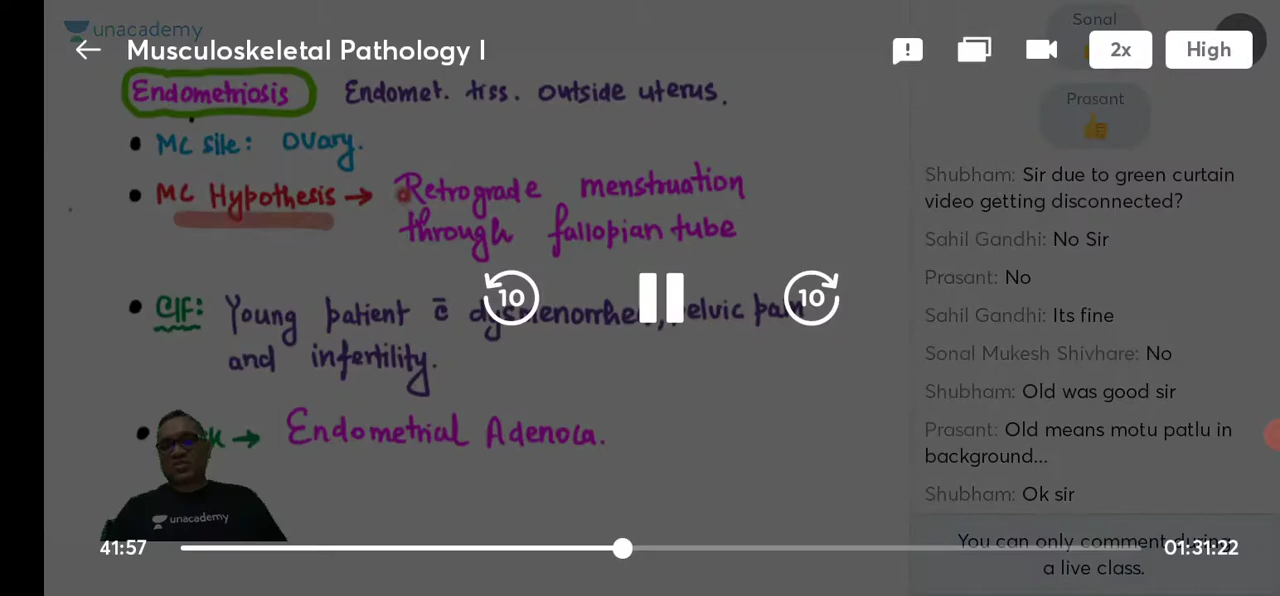 unacademy
Musculoskeletal Pathology I
2x
High
Endometriosis Endomet. tiss. outside uterus.
• MC Site: Ovary.
• MC Hypothesis → Retrograde menstruation
through fallopian tube
• C/F: Young patient c̄ dysmenorrhea, pelvic pain
and infertility.
• → Endometrial Adenoca.
10
10
unacademy
41:57
01:31:22
Sonal
Prasant
Shubham: Sir due to green curtain
video getting disconnected?
Sahil Gandhi: No Sir
Prasant: No
Sahil Gandhi: Its fine
Sonal Mukesh Shivhare: No
Shubham: Old was good sir
Prasant: Old means motu patlu in
background...
Shubham: Ok sir
You can only comment during
a live class.